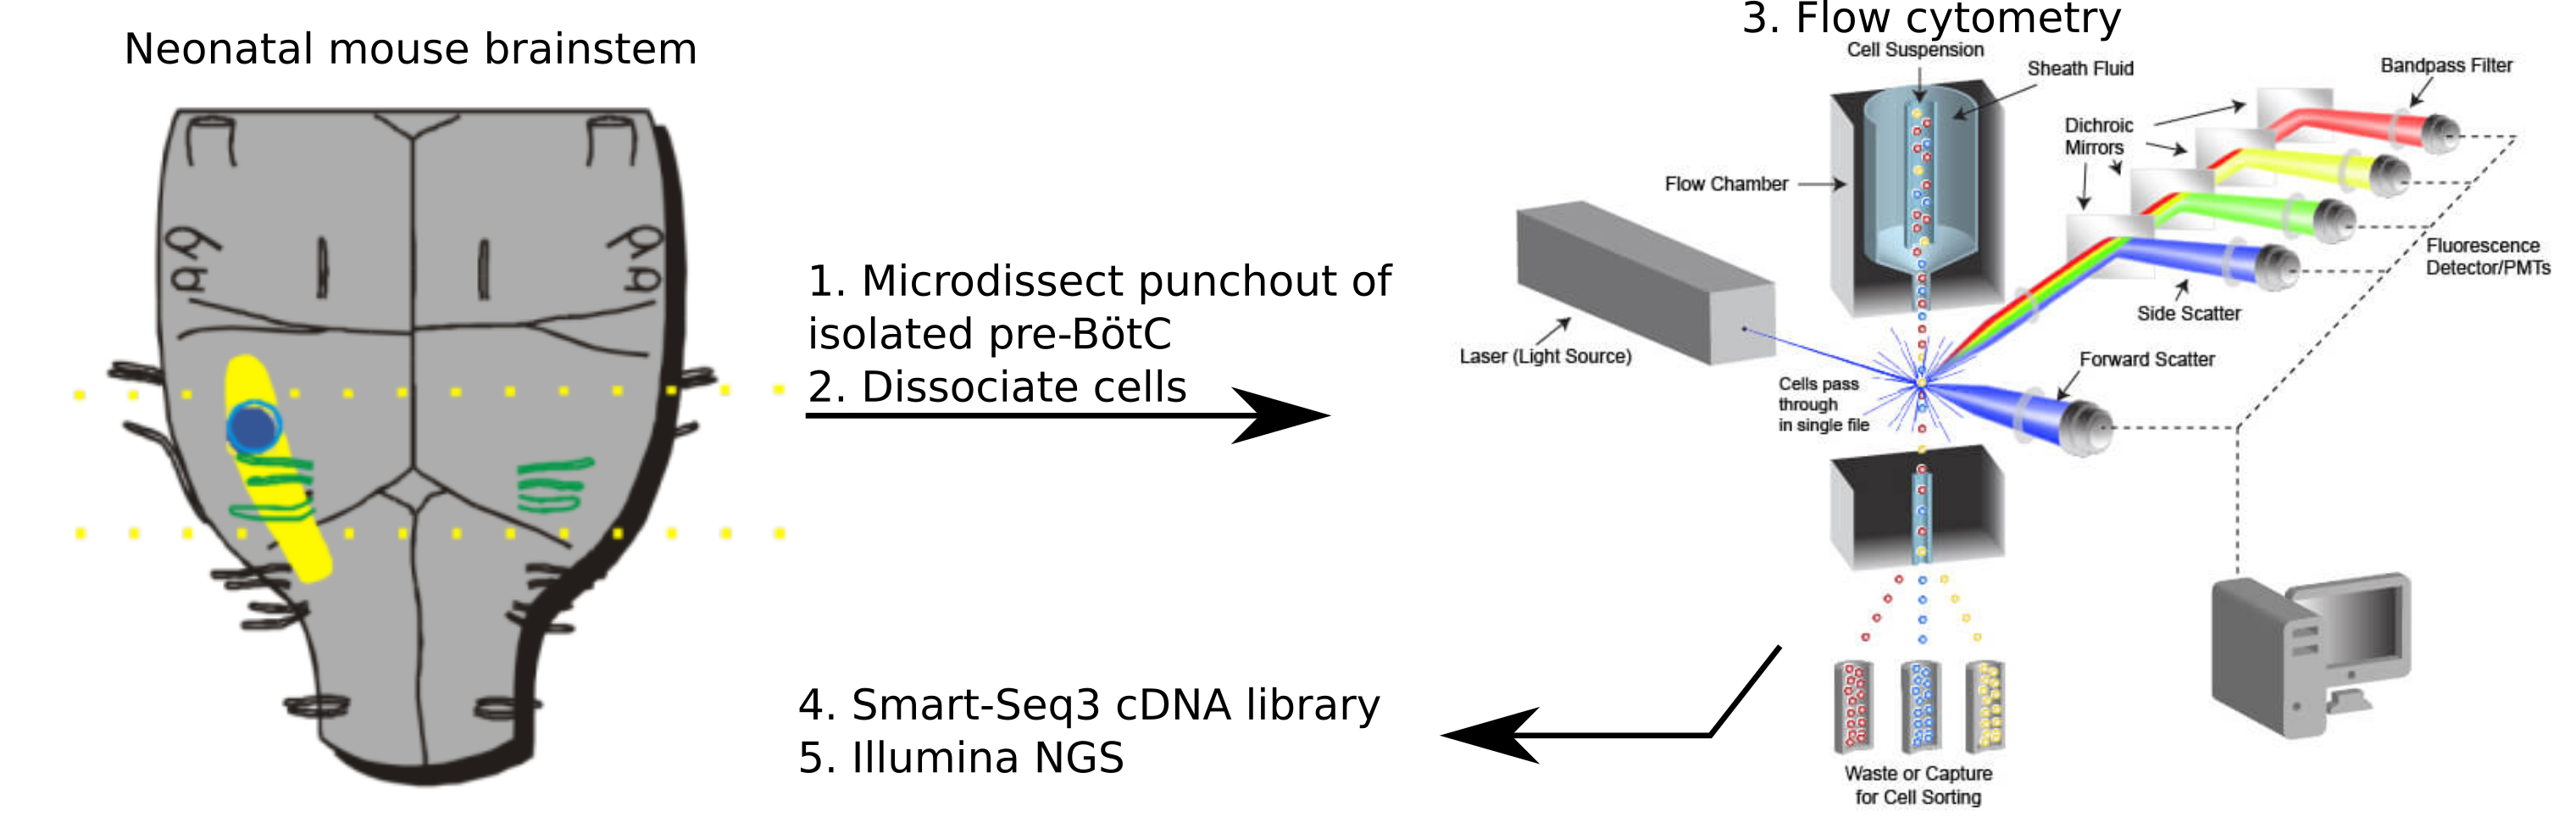 Neonatal mouse brainstem
1. Microdissect punchout of
isolated pre-BötC
2. Dissociate cells
3. Flow cytometry
Cell Suspension
Sheath Fluid
Bandpass Filter
Dichroic
Mirrors
Flow Chamber
Fluorescence
Detector/PMTs
Side Scatter
Laser (Light Source)
Forward Scatter
Cells pass
through
in single file
4. Smart-Seq3 cDNA library
5. Illumina NGS
Waste or Capture
for Cell Sorting